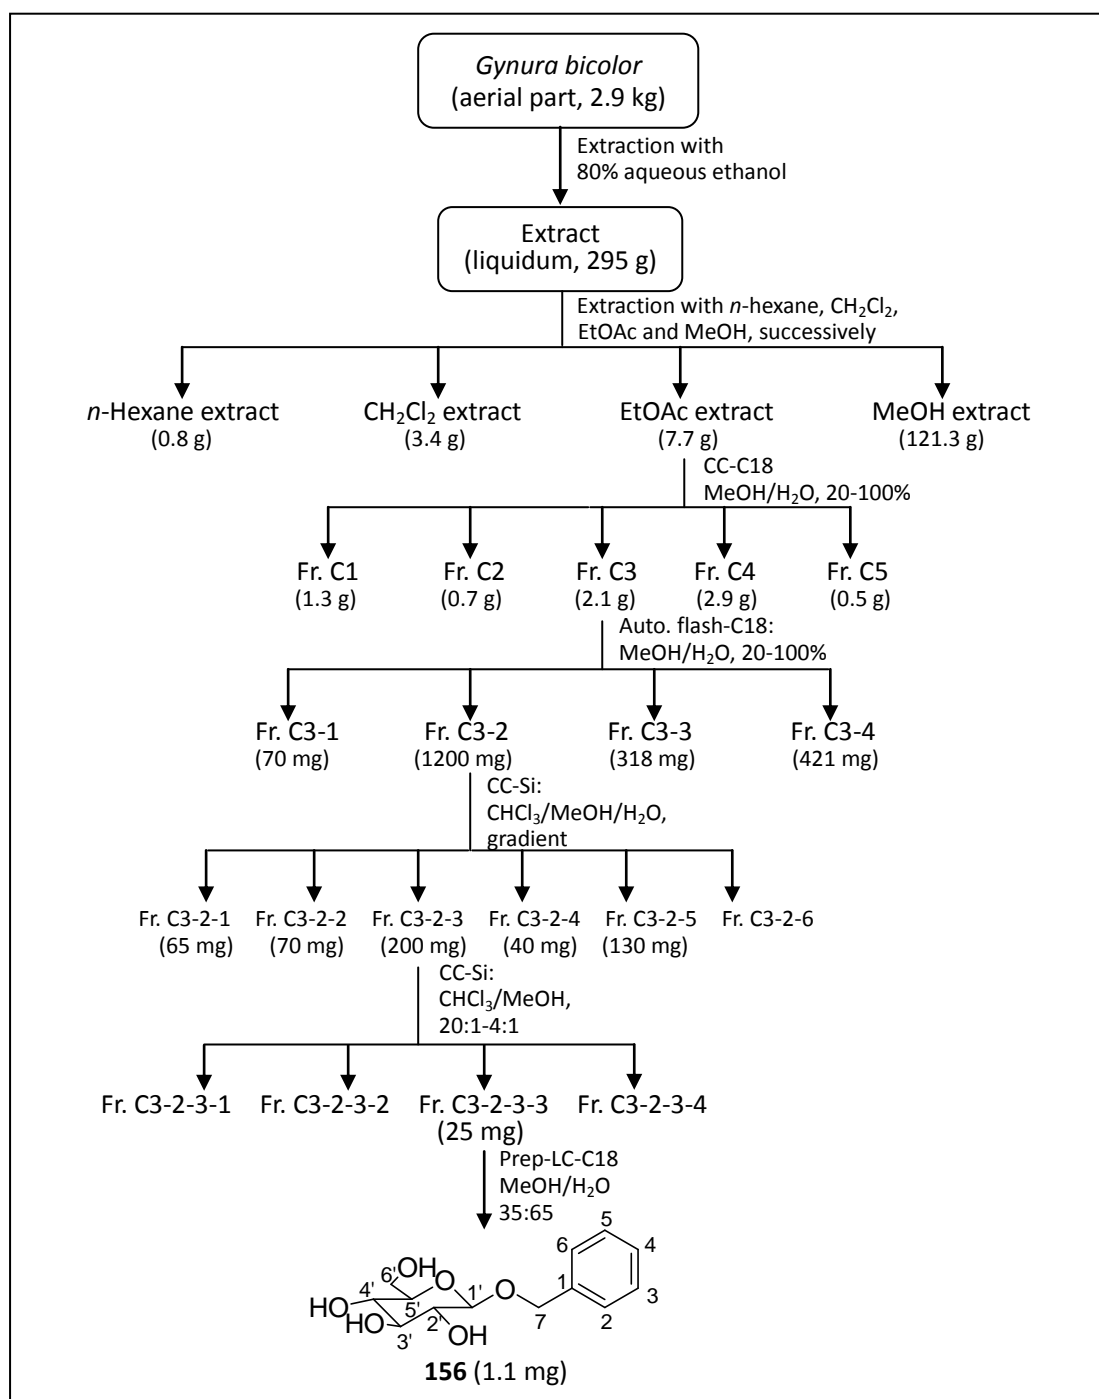 Gynura bicolor
(aerial part, 2.9 kg)
Extraction with
80% aqueous ethanol
Extract
(liquidum, 295 g)
Extraction with n-hexane, CH₂Cl₂,
EtOAc and MeOH, successively
n-Hexane extract CH₂Cl₂ extract EtOAc extract MeOH extract
(0.8 g) (3.4 g) (7.7 g) (121.3 g)
CC-C18
MeOH/H₂O, 20-100%
Fr. C1 Fr. C2 Fr. C3 Fr. C4 Fr. C5
(1.3 g) (0.7 g) (2.1 g) (2.9 g) (0.5 g)
Auto. flash-C18:
MeOH/H₂O, 20-100%
Fr. C3-1 Fr. C3-2 Fr. C3-3 Fr. C3-4
(70 mg) (1200 mg) (318 mg) (421 mg)
CC-Si:
CHCl₃/MeOH/H₂O,
gradient
Fr. C3-2-1 Fr. C3-2-2 Fr. C3-2-3 Fr. C3-2-4 Fr. C3-2-5 Fr. C3-2-6
(65 mg) (70 mg) (200 mg) (40 mg) (130 mg)
CC-Si:
CHCl₃/MeOH,
20:1-4:1
Fr. C3-2-3-1 Fr. C3-2-3-2 Fr. C3-2-3-3 Fr. C3-2-3-4
(25 mg)
Prep-LC-C18
MeOH/H₂O
35:65
5
6 4
6' OH O 1' O 1 3
4' 5' 2' 7 2
HO HO 3' OH
156 (1.1 mg)